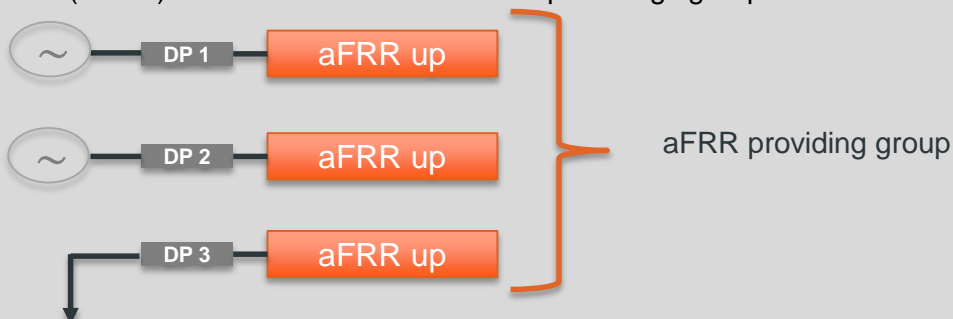 DP 1
aFRR up
DP 2
aFRR up
aFRR providing group
DP 3
aFRR up